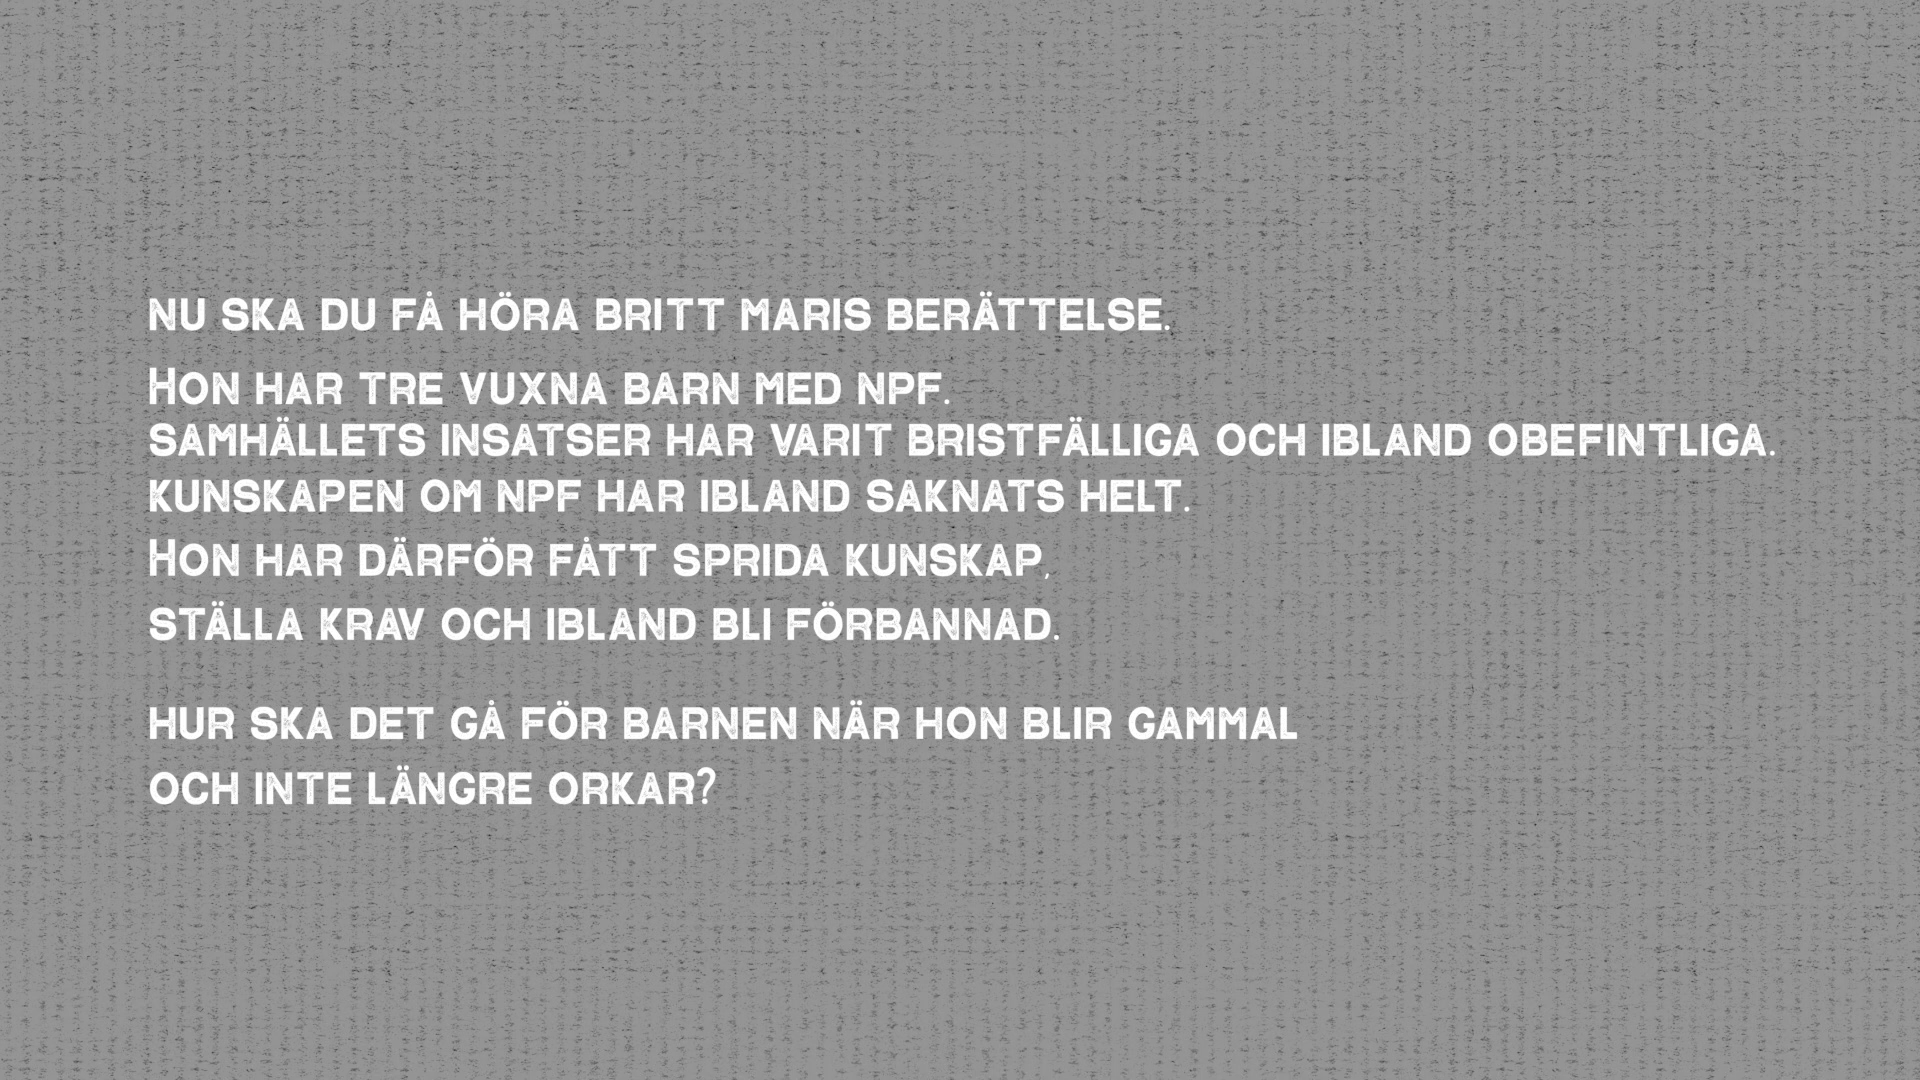 NU SKA DU FÅ HÖRA BRITT MARIS BERÄTTELSE.
HON HAR TRE VUXNA BARN MED NPF.
SAMHÄLLETS INSATSER HAR VARIT BRISTFÄLLIGA OCH IBLAND OBEFINTLIGA.
KUNSKAPEN OM NPF HAR IBLAND SAKNATS HELT.
HON HAR DÄRFÖR FÅTT SPRIDA KUNSKAP,
STÄLLA KRAV OCH IBLAND BLI FÖRBANNAD.
HUR SKA DET GÅ FÖR BARNEN NÄR HON BLIR GAMMAL
OCH INTE LÄNGRE ORKAR?